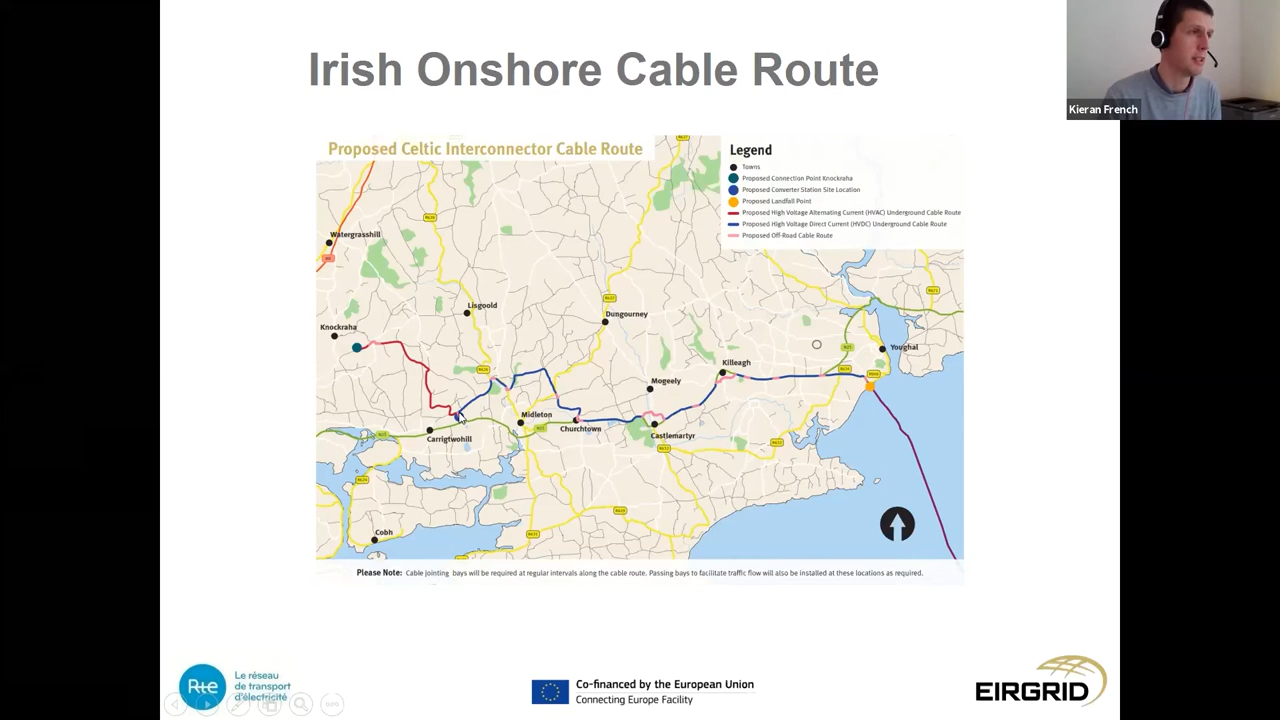 Irish Onshore Cable Route
Kieran French
Proposed Celtic Interconnector Cable Route
Legend
Towns
Proposed Connection Point Knockraha
Proposed Converter Station Site Location
Proposed Landfall Point
Proposed High Voltage Alternating Current (HVAC) Underground Cable Route
Proposed High Voltage Direct Current (HVDC) Underground Cable Route
Proposed Off-Road Cable Route
Watergrasshill
Lisgoold
Knockraha
Dungourney
Youghal
Killeagh
Mogeely
Midleton
Churchtown
Castlemartyr
Carrigtwohill
Cobh
N25
N25
N25
Please Note: Cable jointing bays will be required at regular intervals along the cable route. Passing bays to facilitate traffic flow will also be installed at these locations as required.
Rte
Le réseau
de transport
d'électricité
Co-financed by the European Union
Connecting Europe Facility
EIRGRID